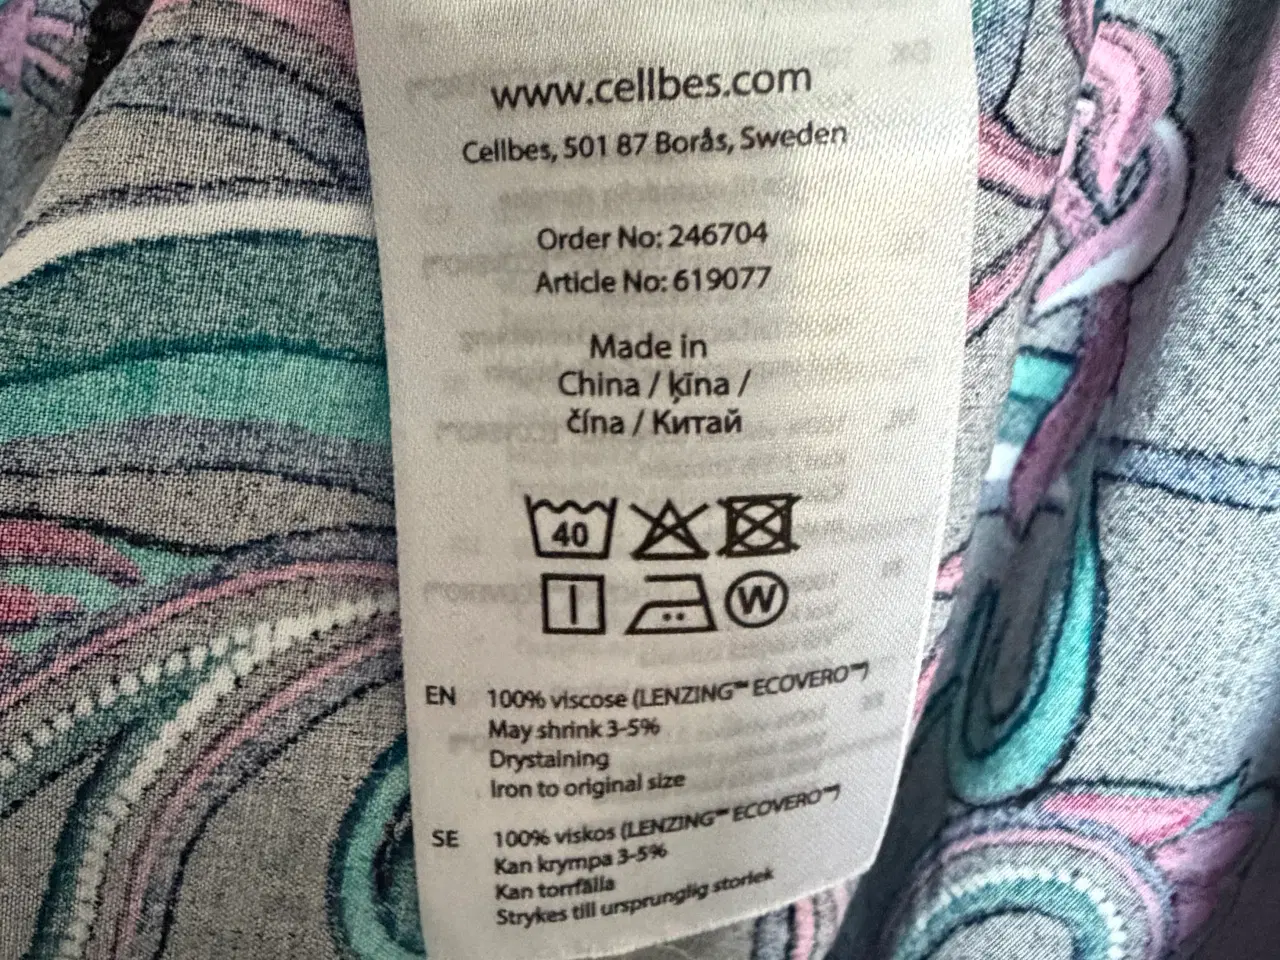 www.cellbes.com
Cellbes, 501 87 Borås, Sweden
Order No: 246704
Article No: 619077
Made in
China / ķīna /
čína / Китай
40
W
EN 100% viscose (LENZING™ ECOVERO™)
May shrink 3-5%
Drystaining
Iron to original size
SE 100% viskos (LENZING™ ECOVERO™)
Kan krympa 3-5%
Kan torrfälla
Strykes till ursprunglig storlek